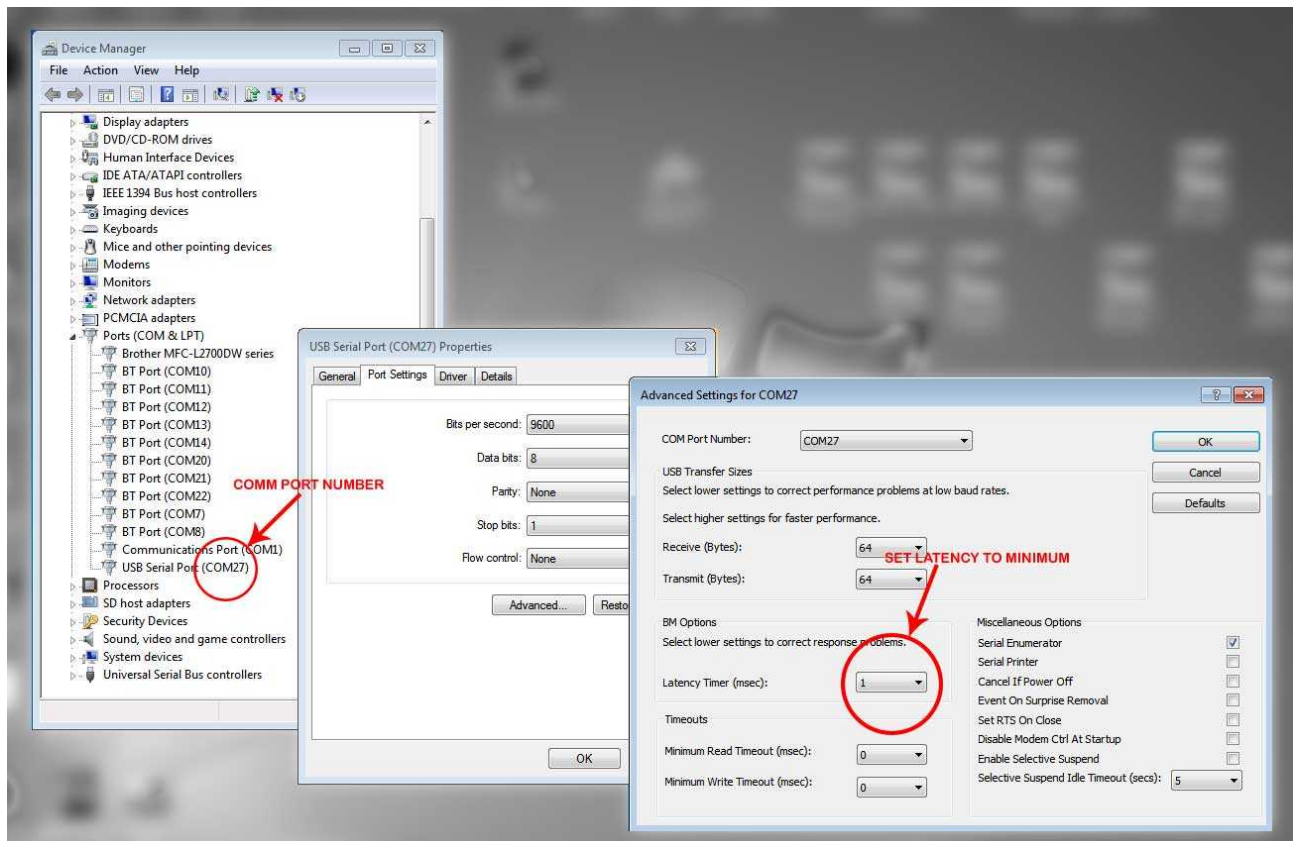 Device Manager
File Action View Help
Display adapters
DVD/CD-ROM drives
Human Interface Devices
IDE ATA/ATAPI controllers
IEEE 1394 Bus host controllers
Imaging devices
Keyboards
Mice and other pointing devices
Modems
Monitors
Network adapters
PCMCIA adapters
Ports (COM & LPT)
Brother MFC-L2700DW series
BT Port (COM10)
BT Port (COM11)
BT Port (COM12)
BT Port (COM13)
BT Port (COM14)
BT Port (COM20)
BT Port (COM21)
BT Port (COM22)
BT Port (COM7)
BT Port (COM8)
Communications Port (COM1)
USB Serial Port (COM27)
Processors
SD host adapters
Security Devices
Sound, video and game controllers
System devices
Universal Serial Bus controllers
COMM PORT NUMBER
USB Serial Port (COM27) Properties
General Port Settings Driver Details
Bits per second: 9600
Data bits: 8
Parity: None
Stop bits: 1
Flow control: None
Advanced... Resto
OK
Advanced Settings for COM27
COM Port Number: COM27
OK
Cancel
Defaults
USB Transfer Sizes
Select lower settings to correct performance problems at low baud rates.
Select higher settings for faster performance.
Receive (Bytes): 64
Transmit (Bytes): 64
SET LATENCY TO MINIMUM
BM Options
Select lower settings to correct response problems.
Latency Timer (msec): 1
Timeouts
Minimum Read Timeout (msec): 0
Minimum Write Timeout (msec): 0
Miscellaneous Options
Serial Enumerator
Serial Printer
Cancel If Power Off
Event On Surprise Removal
Set RTS On Close
Disable Modem Ctrl At Startup
Enable Selective Suspend
Selective Suspend Idle Timeout (secs): 5